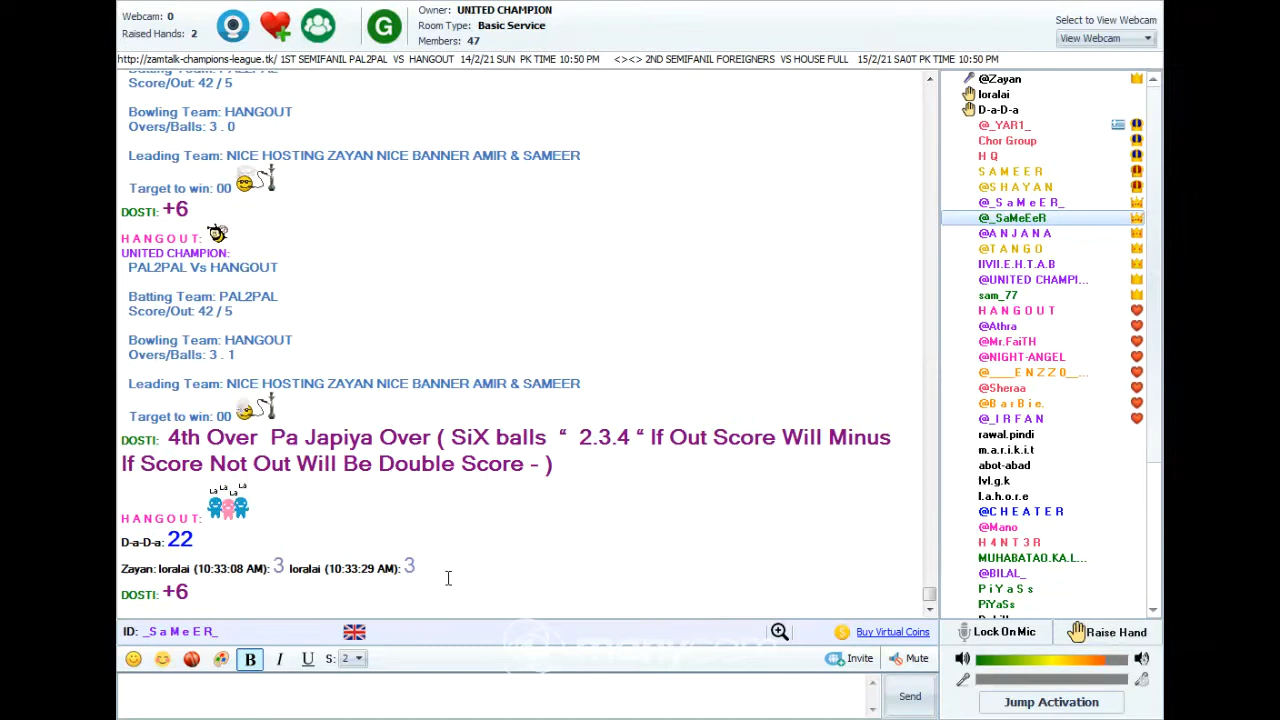 Webcam: 0
Raised Hands: 2
G
Owner: UNITED CHAMPION
Room Type: Basic Service
Members: 47
Select to View Webcam
View Webcam
http://zamtalk-champions-league.tk/ 1ST SEMIFANIL PAL2PAL VS HANGOUT 14/2/21 SUN PK TIME 10:50 PM <><> 2ND SEMIFANIL FOREIGNERS VS HOUSE FULL 15/2/21 SAOT PK TIME 10:50 PM
Score/Out: 42 / 5
Bowling Team: HANGOUT
Overs/Balls: 3 . 0
Leading Team: NICE HOSTING ZAYAN NICE BANNER AMIR & SAMEER
Target to win: 00
DOSTI: +6
H A N G O U T:
UNITED CHAMPION:
PAL2PAL Vs HANGOUT
Batting Team: PAL2PAL
Score/Out: 42 / 5
Bowling Team: HANGOUT
Overs/Balls: 3 . 1
Leading Team: NICE HOSTING ZAYAN NICE BANNER AMIR & SAMEER
Target to win: 00
DOSTI: 4th Over Pa Japiya Over ( SiX balls “ 2.3.4 “ If Out Score Will Minus
If Score Not Out Will Be Double Score - )
La La La La
H A N G O U T:
D-a-D-a: 22
Zayan: loralai (10:33:08 AM): 3 loralai (10:33:29 AM): 3
DOSTI: +6
@Zayan
loralai
D-a-D-a
@_YAR1_
Chor Group
H Q
S A M E E R
@S H A Y A N
@_S a M e E R_
@_SaMeEeR
@A N J A N A
@T A N G O
IIVII.E.H.T.A.B
@UNITED CHAMPI...
sam_77
H A N G O U T
@Athra
@Mr.FaiTH
@NIGHT-ANGEL
@____E N Z Z O__...
@Sheraa
@B a r B i e.
@_I R F A N
rawal.pindi
m.a.r.i.k.i.t
abot-abad
lvl.g.k
l.a.h.o.r.e
@C H E A T E R
@Mano
H 4 N T 3 R
MUHABATAO.KA.L...
@BILAL_
P i Y a S s
PiYaSs
ID: _S a M e E R_
Buy Virtual Coins
Lock On Mic
Raise Hand
B I U S: 2
Invite
Mute
Send
Jump Activation